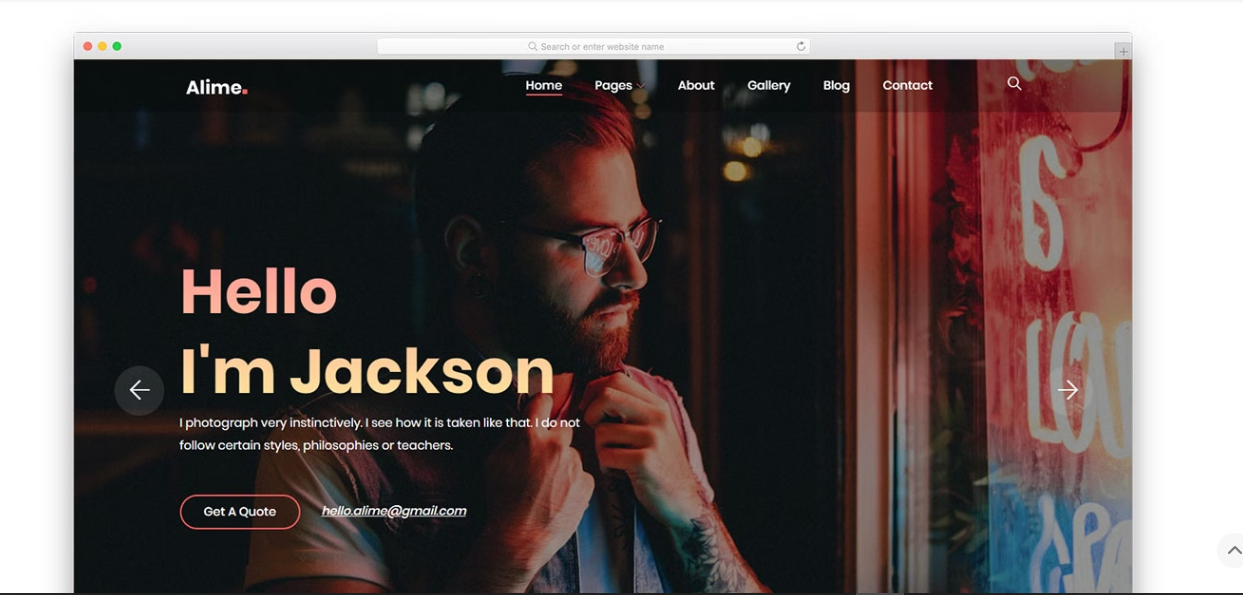 Search or enter website name
Alime.
Home Pages About Gallery Blog Contact
Hello
I'm Jackson
I photograph very instinctively. I see how it is taken like that. I do not
follow certain styles, philosophies or teachers.
Get A Quote hello.alime@gmail.com